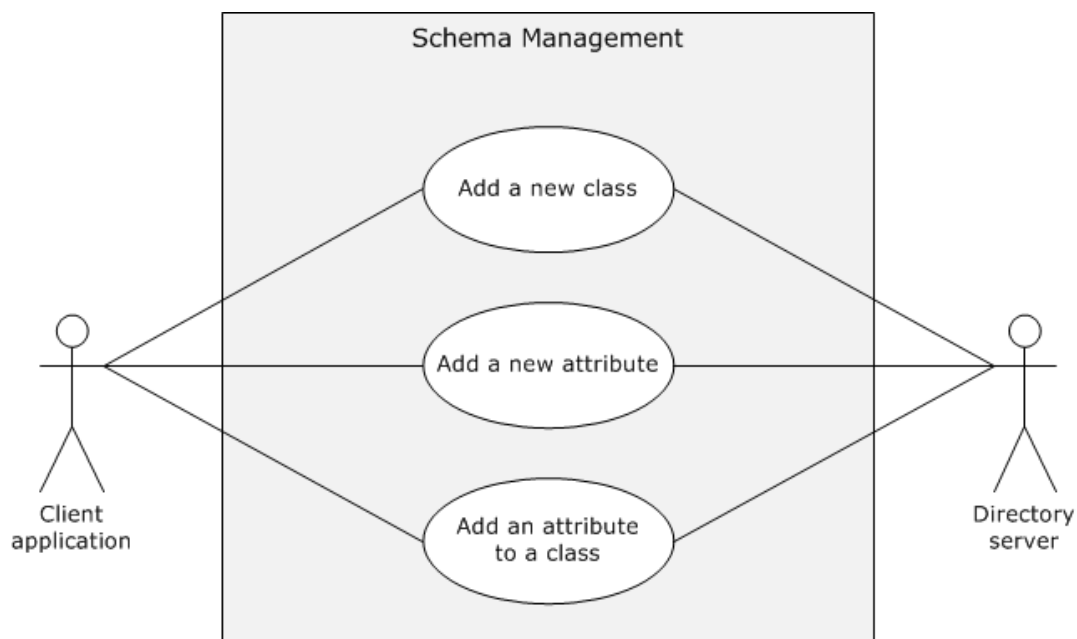 Schema Management
Add a new class
Add a new attribute
Add an attribute
to a class
Client
application
Directory
server